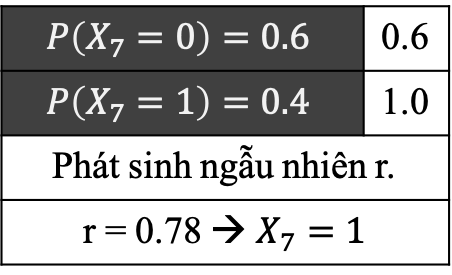 P(X₇ = 0) = 0.6 0.6
P(X₇ = 1) = 0.4 1.0
Phát sinh ngẫu nhiên r.
r = 0.78 → X₇ = 1